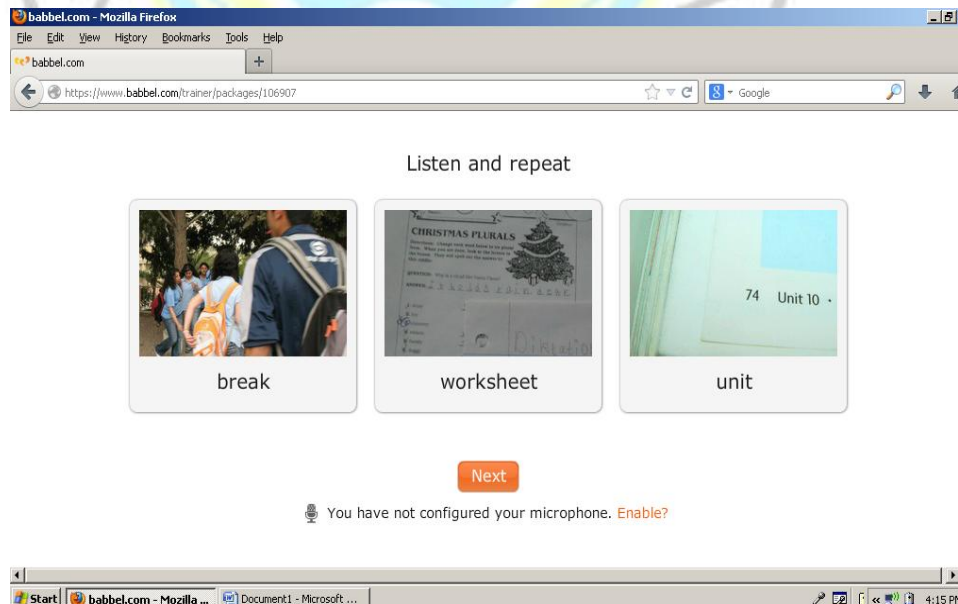 babbel.com - Mozilla Firefox
File Edit View History Bookmarks Tools Help
babbel.com +
https://www.babbel.com/trainer/packages/106907
8 Google
Listen and repeat
CHRISTMAS PLURALS
74 Unit 10 •
Diktation
break worksheet unit
Next
You have not configured your microphone. Enable?
Start babbel.com - Mozilla ... Document1 - Microsoft ... « 4:15 PM